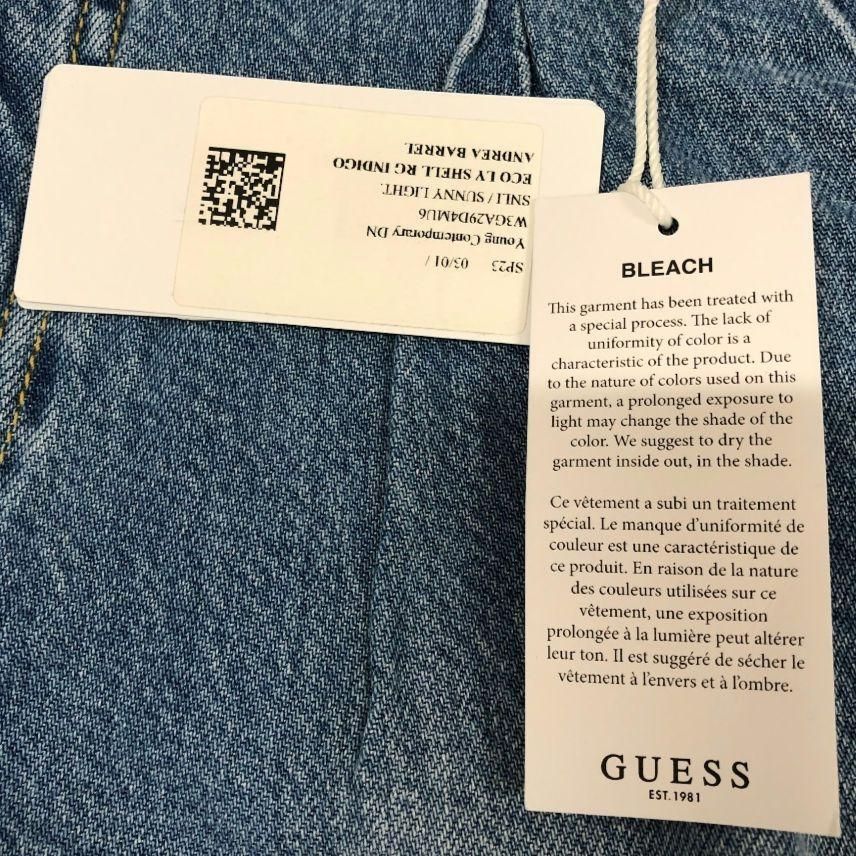 SP23 03/01 /
Young Contemporary DN
W3GA29D4MU6
SNLI / SUNNY LIGHT.
ECO LY SHELL RG INDIGO
ANDREA BARREL
BLEACH
This garment has been treated with
a special process. The lack of
uniformity of color is a
characteristic of the product. Due
to the nature of colors used on this
garment, a prolonged exposure to
light may change the shade of the
color. We suggest to dry the
garment inside out, in the shade.
Ce vêtement a subi un traitement
spécial. Le manque d'uniformité de
couleur est une caractéristique de
ce produit. En raison de la nature
des couleurs utilisées sur ce
vêtement, une exposition
prolongée à la lumière peut altérer
leur ton. Il est suggéré de sécher le
vêtement à l'envers et à l'ombre.
GUESS
EST. 1981